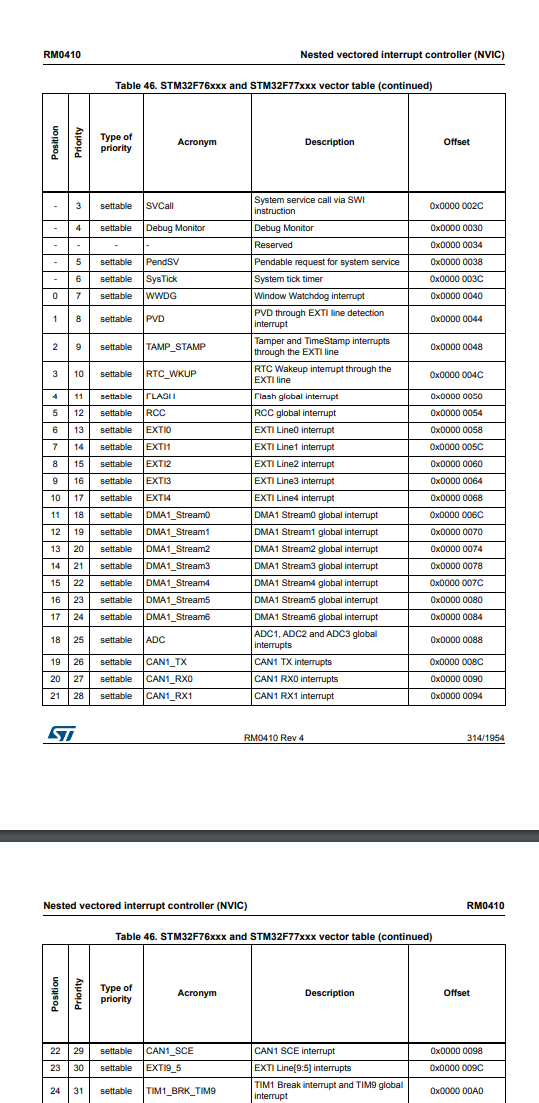 RM0410 Nested vectored interrupt controller (NVIC)
Table 46. STM32F76xxx and STM32F77xxx vector table (continued)
Position Priority Type of priority Acronym Description Offset
- 3 settable SVCall System service call via SWI instruction 0x0000 002C
- 4 settable Debug Monitor Debug Monitor 0x0000 0030
- - - - Reserved 0x0000 0034
- 5 settable PendSV Pendable request for system service 0x0000 0038
- 6 settable SysTick System tick timer 0x0000 003C
0 7 settable WWDG Window Watchdog interrupt 0x0000 0040
1 8 settable PVD PVD through EXTI line detection interrupt 0x0000 0044
2 9 settable TAMP_STAMP Tamper and TimeStamp interrupts through the EXTI line 0x0000 0048
3 10 settable RTC_WKUP RTC Wakeup interrupt through the EXTI line 0x0000 004C
4 11 settable FLASH Flash global interrupt 0x0000 0050
5 12 settable RCC RCC global interrupt 0x0000 0054
6 13 settable EXTI0 EXTI Line0 interrupt 0x0000 0058
7 14 settable EXTI1 EXTI Line1 interrupt 0x0000 005C
8 15 settable EXTI2 EXTI Line2 interrupt 0x0000 0060
9 16 settable EXTI3 EXTI Line3 interrupt 0x0000 0064
10 17 settable EXTI4 EXTI Line4 interrupt 0x0000 0068
11 18 settable DMA1_Stream0 DMA1 Stream0 global interrupt 0x0000 006C
12 19 settable DMA1_Stream1 DMA1 Stream1 global interrupt 0x0000 0070
13 20 settable DMA1_Stream2 DMA1 Stream2 global interrupt 0x0000 0074
14 21 settable DMA1_Stream3 DMA1 Stream3 global interrupt 0x0000 0078
15 22 settable DMA1_Stream4 DMA1 Stream4 global interrupt 0x0000 007C
16 23 settable DMA1_Stream5 DMA1 Stream5 global interrupt 0x0000 0080
17 24 settable DMA1_Stream6 DMA1 Stream6 global interrupt 0x0000 0084
18 25 settable ADC ADC1, ADC2 and ADC3 global interrupts 0x0000 0088
19 26 settable CAN1_TX CAN1 TX interrupts 0x0000 008C
20 27 settable CAN1_RX0 CAN1 RX0 interrupts 0x0000 0090
21 28 settable CAN1_RX1 CAN1 RX1 interrupt 0x0000 0094
ST RM0410 Rev 4 314/1954
Nested vectored interrupt controller (NVIC) RM0410
Table 46. STM32F76xxx and STM32F77xxx vector table (continued)
Position Priority Type of priority Acronym Description Offset
22 29 settable CAN1_SCE CAN1 SCE interrupt 0x0000 0098
23 30 settable EXTI9_5 EXTI Line[9:5] interrupts 0x0000 009C
24 31 settable TIM1_BRK_TIM9 TIM1 Break interrupt and TIM9 global interrupt 0x0000 00A0